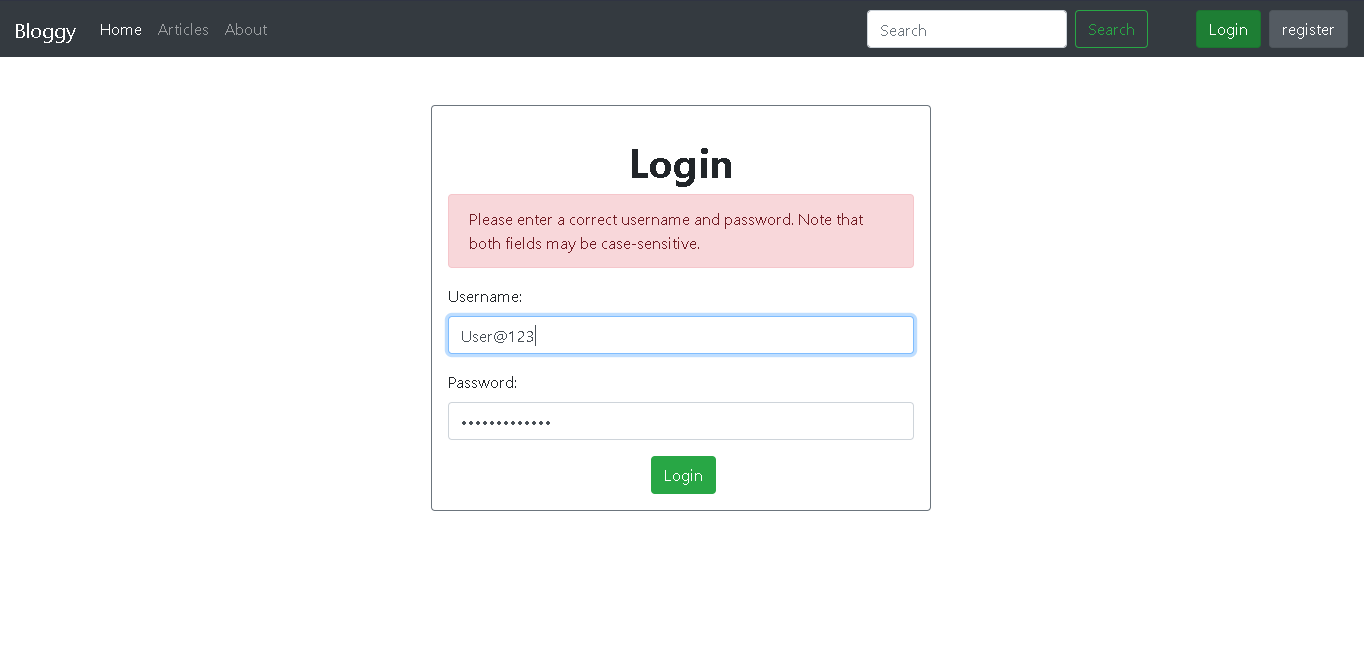 Bloggy Home Articles About Search Search Login register
Login
Please enter a correct username and password. Note that
both fields may be case-sensitive.
Username:
User@123
Password:
•••••••••••••
Login